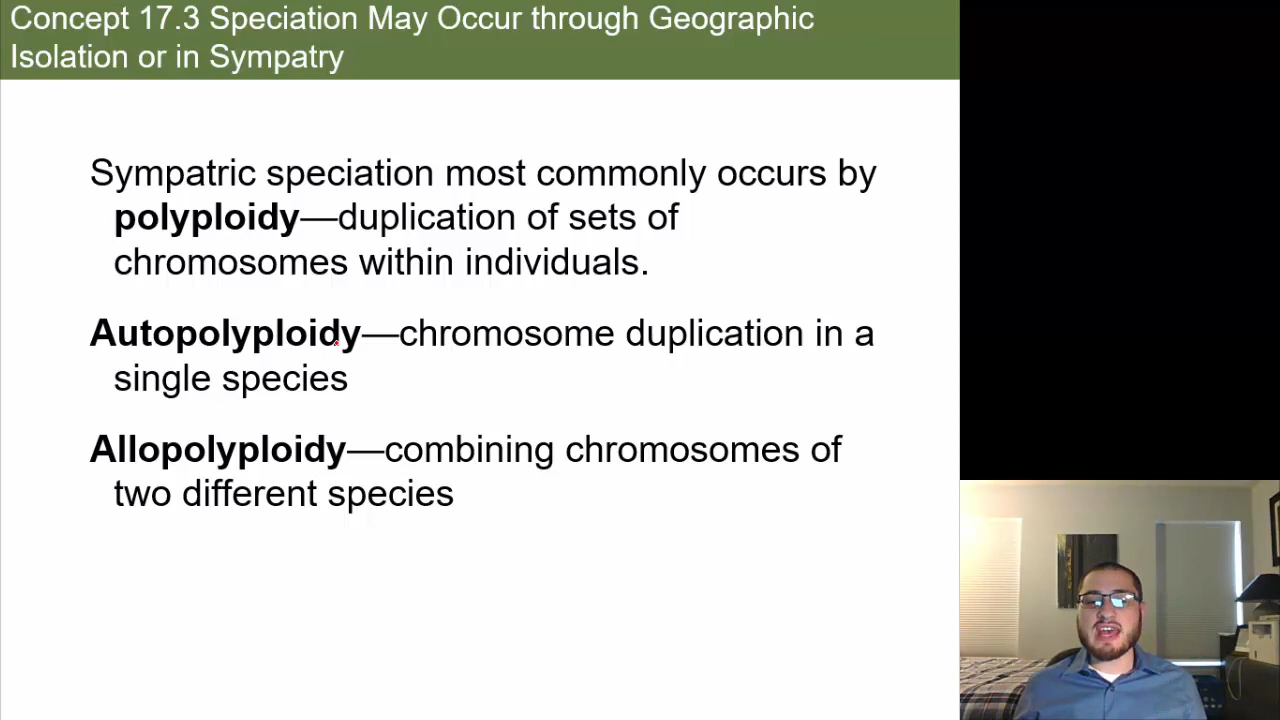 Concept 17.3 Speciation May Occur through Geographic
Isolation or in Sympatry
Sympatric speciation most commonly occurs by
polyploidy—duplication of sets of
chromosomes within individuals.
Autopolyploidy—chromosome duplication in a
single species
Allopolyploidy—combining chromosomes of
two different species